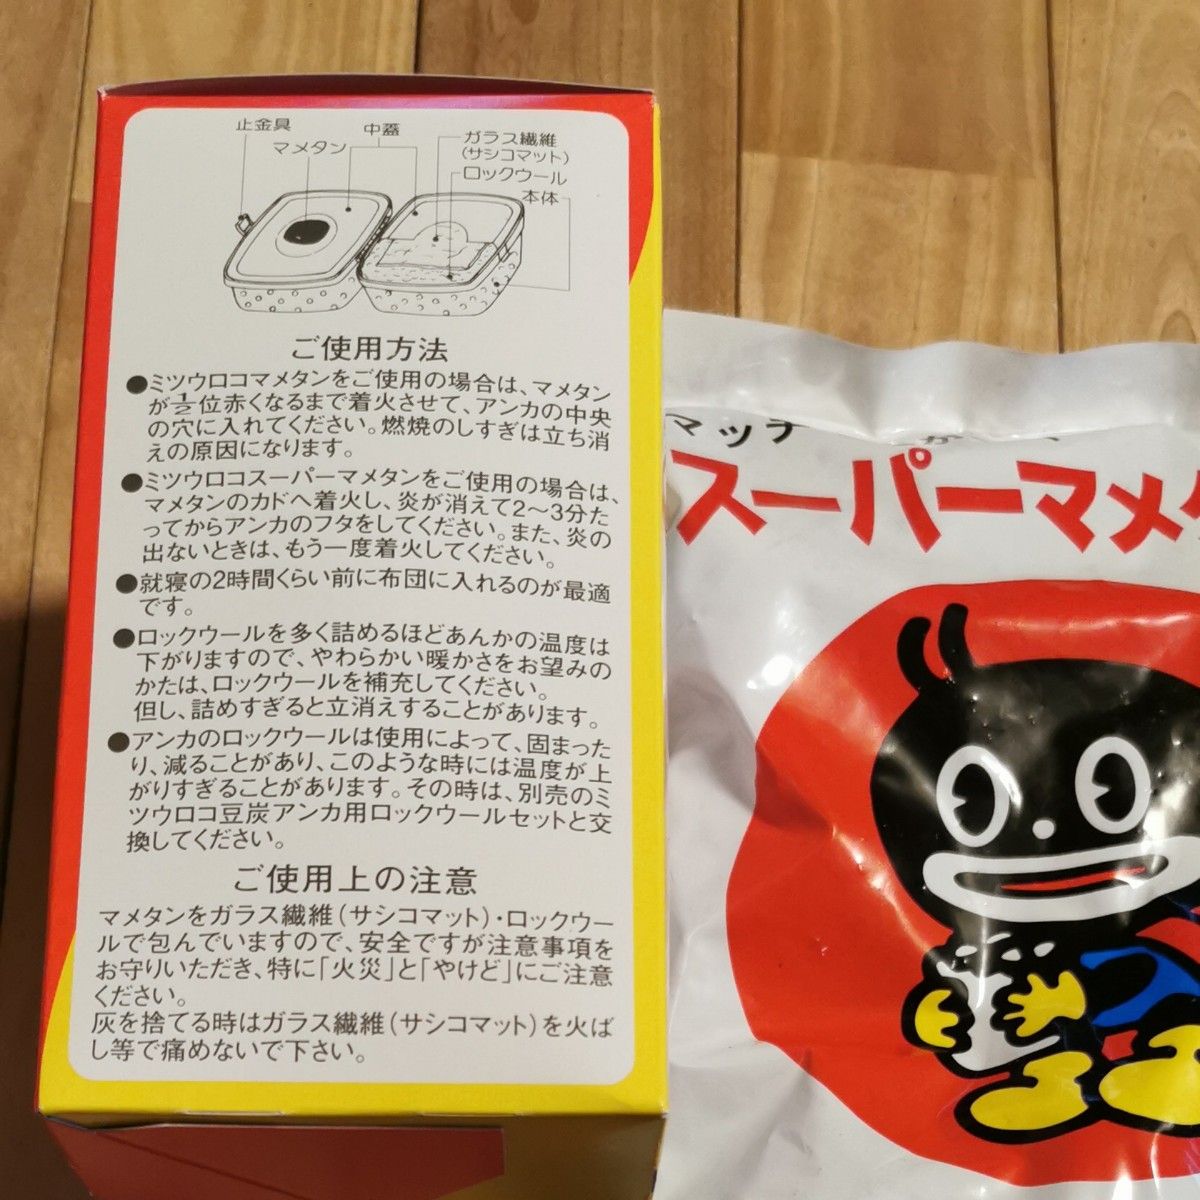 止金具
マメタン
中蓋
ガラス繊維
(サシコマット)
ロックウール
本体
ご使用方法
●ミツウロコマメタンをご使用の場合は、マメタン
が1/2位赤くなるまで着火させて、アンカの中央
の穴に入れてください。燃焼のしすぎは立ち消
えの原因になります。
●ミツウロコスーパーマメタンをご使用の場合は、
マメタンのカドへ着火し、炎が消えて2〜3分た
ってからアンカのフタをしてください。また、炎の
出ないときは、もう一度着火してください。
●就寝の2時間くらい前に布団に入れるのが最適
です。
●ロックウールを多く詰めるほどあんかの温度は
下がりますので、やわらかい暖かさをお望みの
かたは、ロックウールを補充してください。
但し、詰めすぎると立消えすることがあります。
●アンカのロックウールは使用によって、固まった
り、減ることがあり、このような時には温度が上
がりすぎることがあります。その時は、別売のミ
ツウロコ豆炭アンカ用ロックウールセットと交
換してください。
ご使用上の注意
マメタンをガラス繊維(サシコマット)・ロックウー
ルで包んでいますので、安全ですが注意事項を
お守りいただき、特に「火災」と「やけど」にご注意
ください。
灰を捨てる時はガラス繊維(サシコマット)を火ば
し等で痛めないで下さい。
マッチ
スーパーマメタ